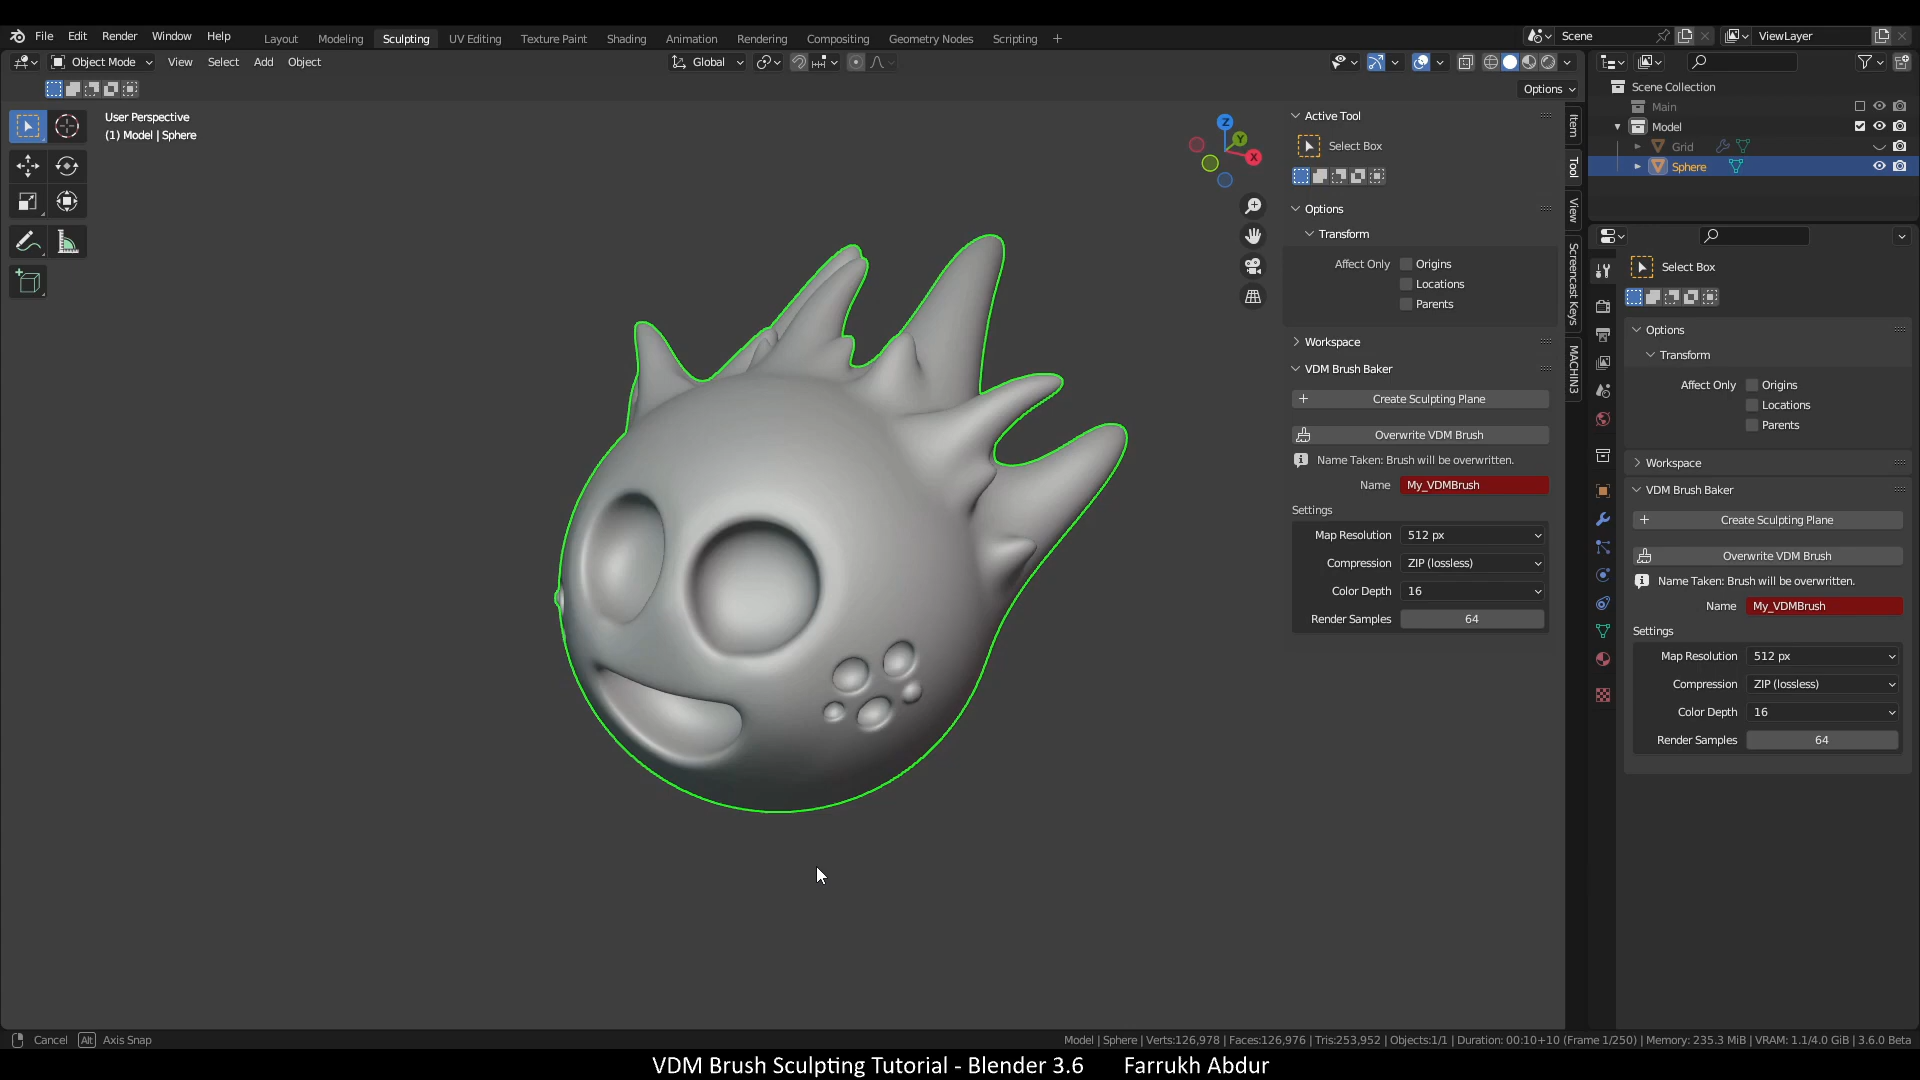 File Edit Render Window Help
Layout Modeling Sculpting UV Editing Texture Paint Shading Animation Rendering Compositing Geometry Nodes Scripting +
Scene
ViewLayer
Object Mode View Select Add Object
Global
Options
User Perspective
(1) Model | Sphere
Z
Y
X
Active Tool
Select Box
Options
Transform
Affect Only Origins
Locations
Parents
Workspace
VDM Brush Baker
Create Sculpting Plane
Overwrite VDM Brush
Name Taken: Brush will be overwritten.
Name My_VDMBrush
Settings
Map Resolution 512 px
Compression ZIP (lossless)
Color Depth 16
Render Samples 64
Item
Tool
View
Screencast Keys
MACHIN3
Scene Collection
Main
Model
Grid
Sphere
Select Box
Options
Transform
Affect Only Origins
Locations
Parents
Workspace
VDM Brush Baker
Create Sculpting Plane
Overwrite VDM Brush
Name Taken: Brush will be overwritten.
Name My_VDMBrush
Settings
Map Resolution 512 px
Compression ZIP (lossless)
Color Depth 16
Render Samples 64
Cancel Alt Axis Snap
Model | Sphere | Verts:126,978 | Faces:126,976 | Tris:253,952 | Objects:1/1 | Duration: 00:10+10 (Frame 1/250) | Memory: 235.3 MiB | VRAM: 1.1/4.0 GiB | 3.6.0 Beta
VDM Brush Sculpting Tutorial - Blender 3.6 Farrukh Abdur